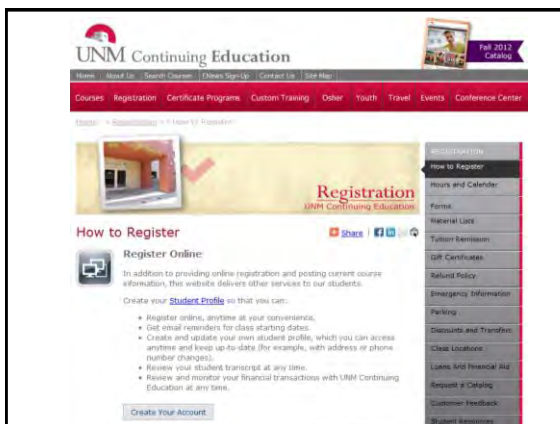 UNM Continuing Education
Fall 2012
Catalog
Home About Us Search Courses ENews Sign-Up Contact Us Site Map
Courses Registration Certificate Programs Custom Training Osher Youth Travel Events Conference Center
Home > Registration > How to Register
Registration
UNM Continuing Education
How to Register
Share
Register Online
In addition to providing online registration and posting current course
information, this website delivers other services to our students.
Create your Student Profile so that you can:
• Register online, anytime at your convenience.
• Get email reminders for class starting dates.
• Create and update your own student profile, which you can access
anytime and keep up-to-date (for example, with address or phone
number changes).
• Review your student transcript at any time.
• Review and monitor your financial transactions with UNM Continuing
Education at any time.
Create Your Account
REGISTRATION
How to Register
Hours and Calendar
Forms
Material Lists
Tuition Remission
Gift Certificates
Refund Policy
Emergency Information
Parking
Discounts and Transfers
Class Locations
Loans And Financial Aid
Request a Catalog
Customer Feedback
Student Resources